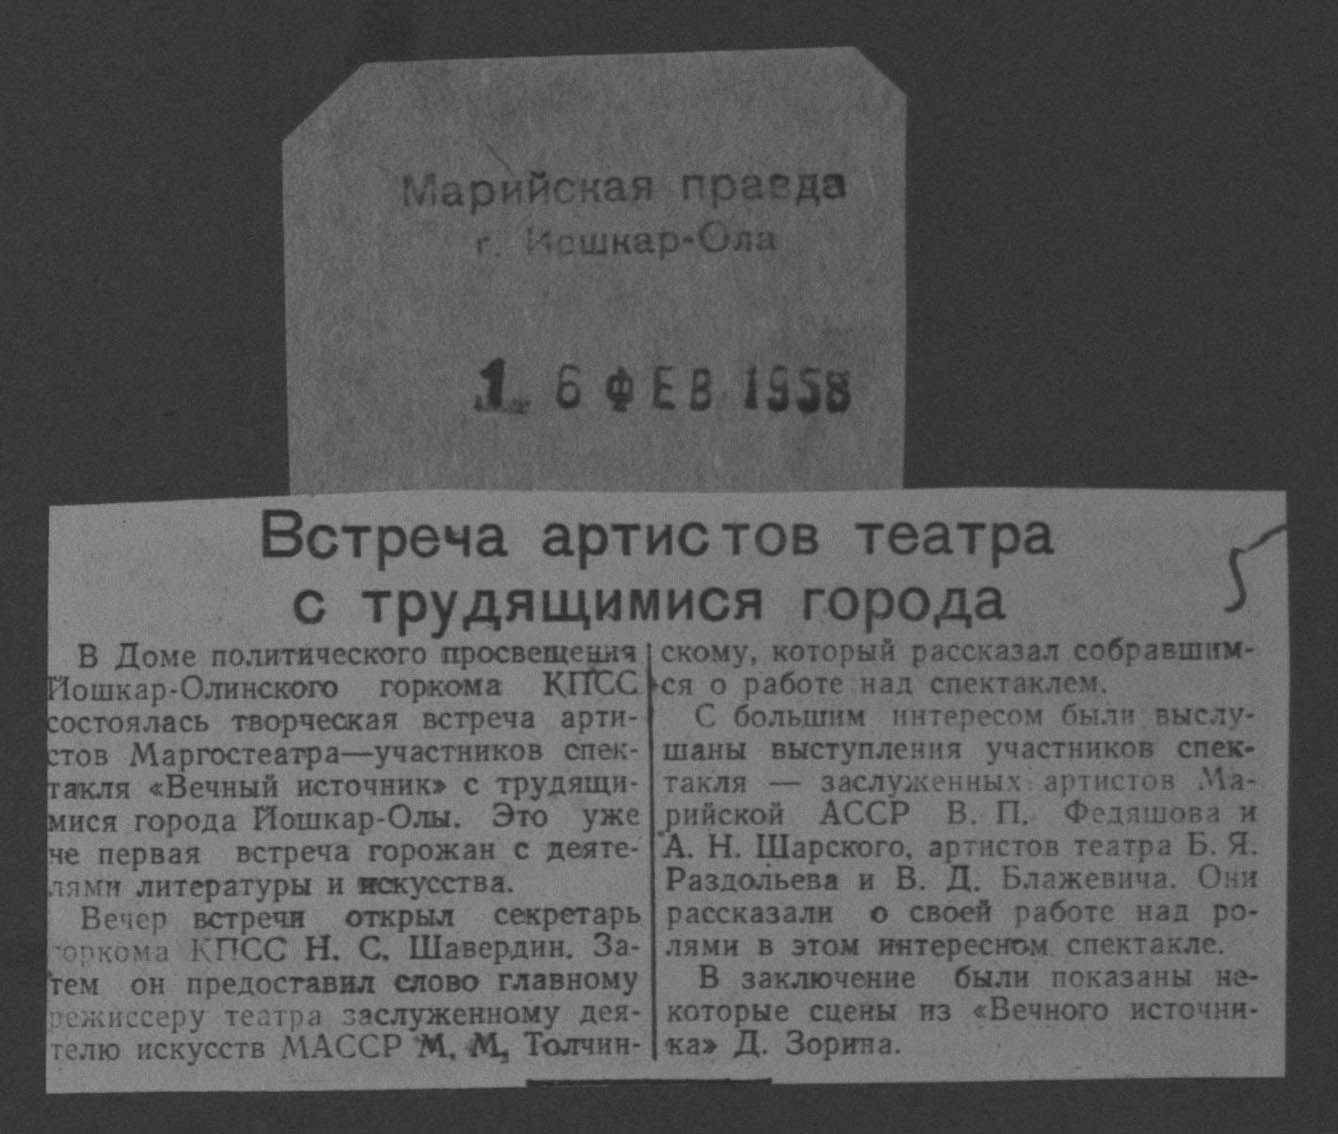 Марийская правда
г. Йошкар-Ола
1 6 ФЕВ 1958
Встреча артистов театра
с трудящимися города
В Доме политического просвещения
Йошкар-Олинского горкома КПСС
состоялась творческая встреча арти-
стов Маргостеатра—участников спек-
такля «Вечный источник» с трудящи-
мися города Йошкар-Олы. Это уже
не первая встреча горожан с деяте-
лями литературы и искусства.
Вечер встречи открыл секретарь
горкома КПСС Н. С. Шавердин. За-
тем он предоставил слово главному
режиссеру театра заслуженному дея-
телю искусств МАССР М. М. Толчин-
скому, который рассказал собравшим-
ся о работе над спектаклем.
С большим интересом были выслу-
шаны выступления участников спек-
такля — заслуженных артистов Ма-
рийской АССР В. П. Федяшова и
А. Н. Шарского, артистов театра Б. Я.
Раздольева и В. Д. Блажевича. Они
рассказали о своей работе над ро-
лями в этом интересном спектакле.
В заключение были показаны не-
которые сцены из «Вечного источни-
ка» Д. Зорина.